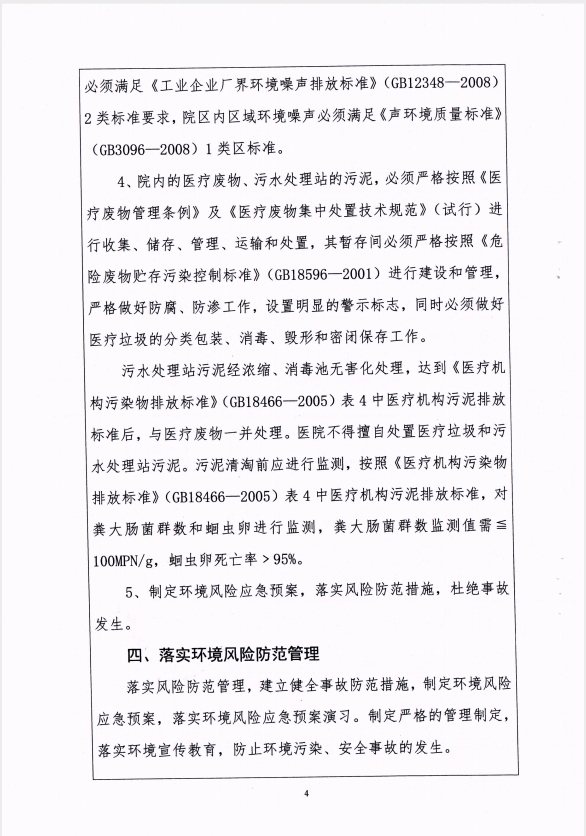 必须满足《工业企业厂界环境噪声排放标准》（GB12348—2008）
2 类标准要求，院区内区域环境噪声必须满足《声环境质量标准》
（GB3096—2008）1 类区标准。
4、院内的医疗废物、污水处理站的污泥，必须严格按照《医
疗废物管理条例》及《医疗废物集中处置技术规范》（试行）进
行收集、储存、管理、运输和处置，其暂存间必须严格按照《危
险废物贮存污染控制标准》（GB18596—2001）进行建设和管理，
严格做好防腐、防渗工作，设置明显的警示标志，同时必须做好
医疗垃圾的分类包装、消毒、毁形和密闭保存工作。
污水处理站污泥经浓缩、消毒池无害化处理，达到《医疗机
构污染物排放标准》（GB18466—2005）表 4 中医疗机构污泥排放
标准后，与医疗废物一并处理。医院不得擅自处置医疗垃圾和污
水处理站污泥。污泥清淘前应进行监测，按照《医疗机构污染物
排放标准》（GB18466—2005）表 4 中医疗机构污泥排放标准，对
粪大肠菌群数和蛔虫卵进行监测，粪大肠菌群数监测值需≦
100MPN/g，蛔虫卵死亡率＞95%。
5、制定环境风险应急预案，落实风险防范措施，杜绝事故
发生。
四、落实环境风险防范管理
落实风险防范管理，建立健全事故防范措施，制定环境风险
应急预案，落实环境风险应急预案演习。制定严格的管理制定，
落实环境宣传教育，防止环境污染、安全事故的发生。
4